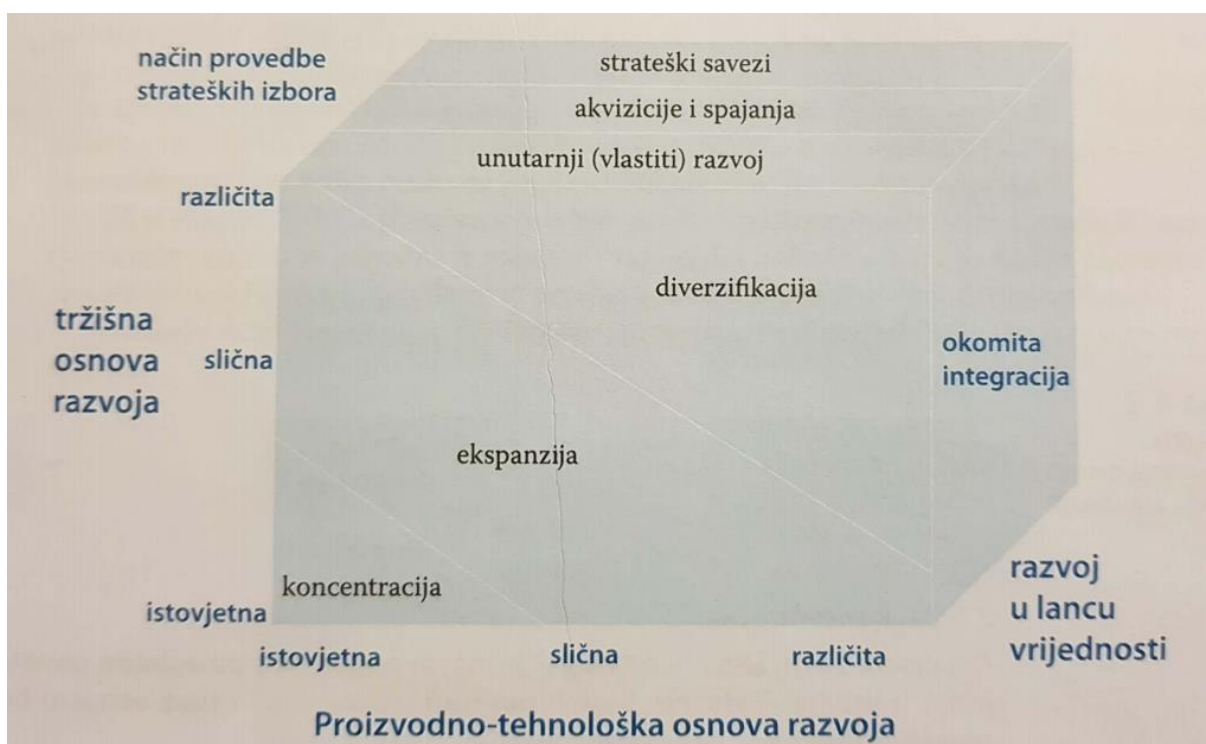 način provedbe
strateških izbora
strateški savezi
akvizicije i spajanja
unutarnji (vlastiti) razvoj
različita
diverzifikacija
tržišna
osnova
razvoja
slična
okomita
integracija
ekspanzija
koncentracija
istovjetna
razvoj
u lancu
vrijednosti
istovjetna
slična
različita
Proizvodno-tehnološka osnova razvoja